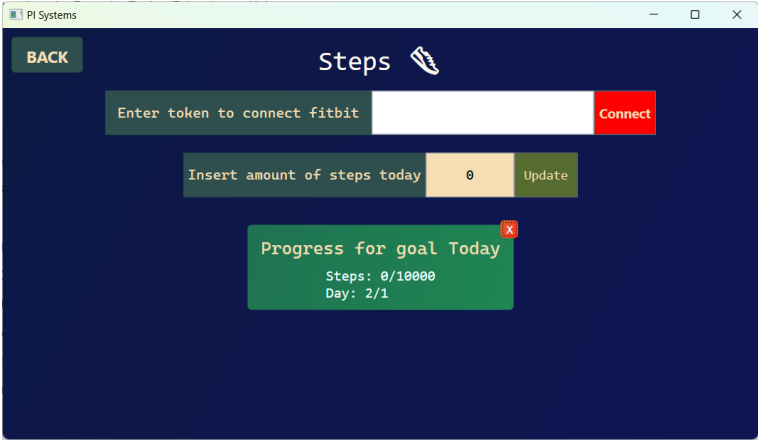 PI Systems
BACK
Steps
Enter token to connect fitbit
Connect
Insert amount of steps today
0
Update
X
Progress for goal Today
Steps: 0/10000
Day: 2/1